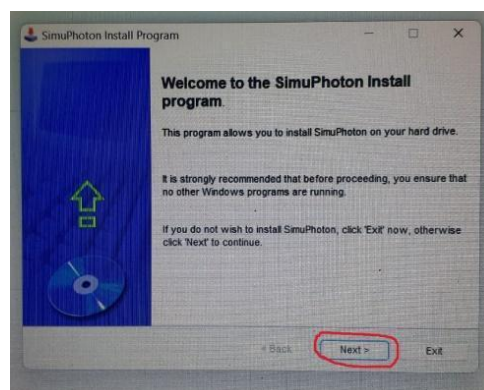 SimuPhoton Install Program
Welcome to the SimuPhoton Install
program.
This program allows you to install SimuPhoton on your hard drive.
It is strongly recommended that before proceeding, you ensure that
no other Windows programs are running.
If you do not wish to install SimuPhoton, click 'Exit' now, otherwise
click 'Next' to continue.
< Back
Next >
Exit